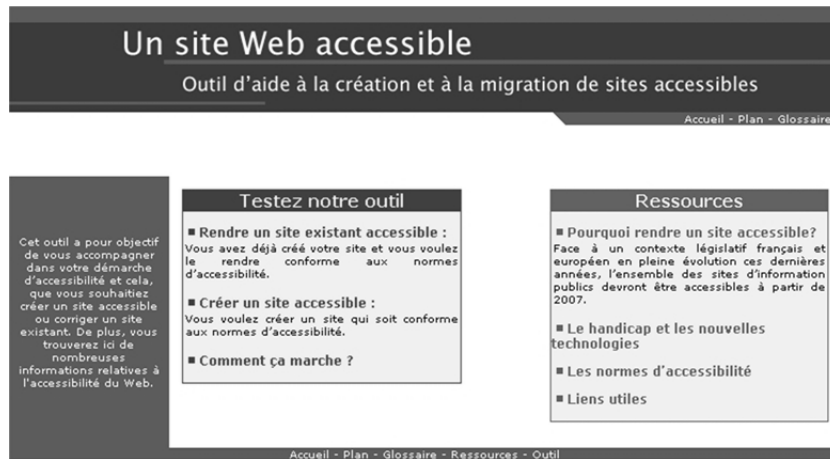 Un site Web accessible
Outil d'aide à la création et à la migration de sites accessibles
Accueil - Plan - Glossaire
Cet outil a pour objectif
de vous accompagner
dans votre démarche
d'accessibilité et cela,
que vous souhaitiez
créer un site accessible
ou corriger un site
existant. De plus, vous
trouverez ici de
nombreuses
informations relatives à
l'accessibilité du Web.
Testez notre outil
Rendre un site existant accessible :
Vous avez déjà créé votre site et vous voulez
le rendre conforme aux normes
d'accessibilité.
Créer un site accessible :
Vous voulez créer un site qui soit conforme
aux normes d'accessibilité.
Comment ça marche ?
Ressources
Pourquoi rendre un site accessible?
Face à un contexte législatif français et
européen en pleine évolution ces dernières
années, l'ensemble des sites d'information
publics devront être accessibles à partir de
2007.
Le handicap et les nouvelles
technologies
Les normes d'accessibilité
Liens utiles
Accueil - Plan - Glossaire - Ressources - Outil